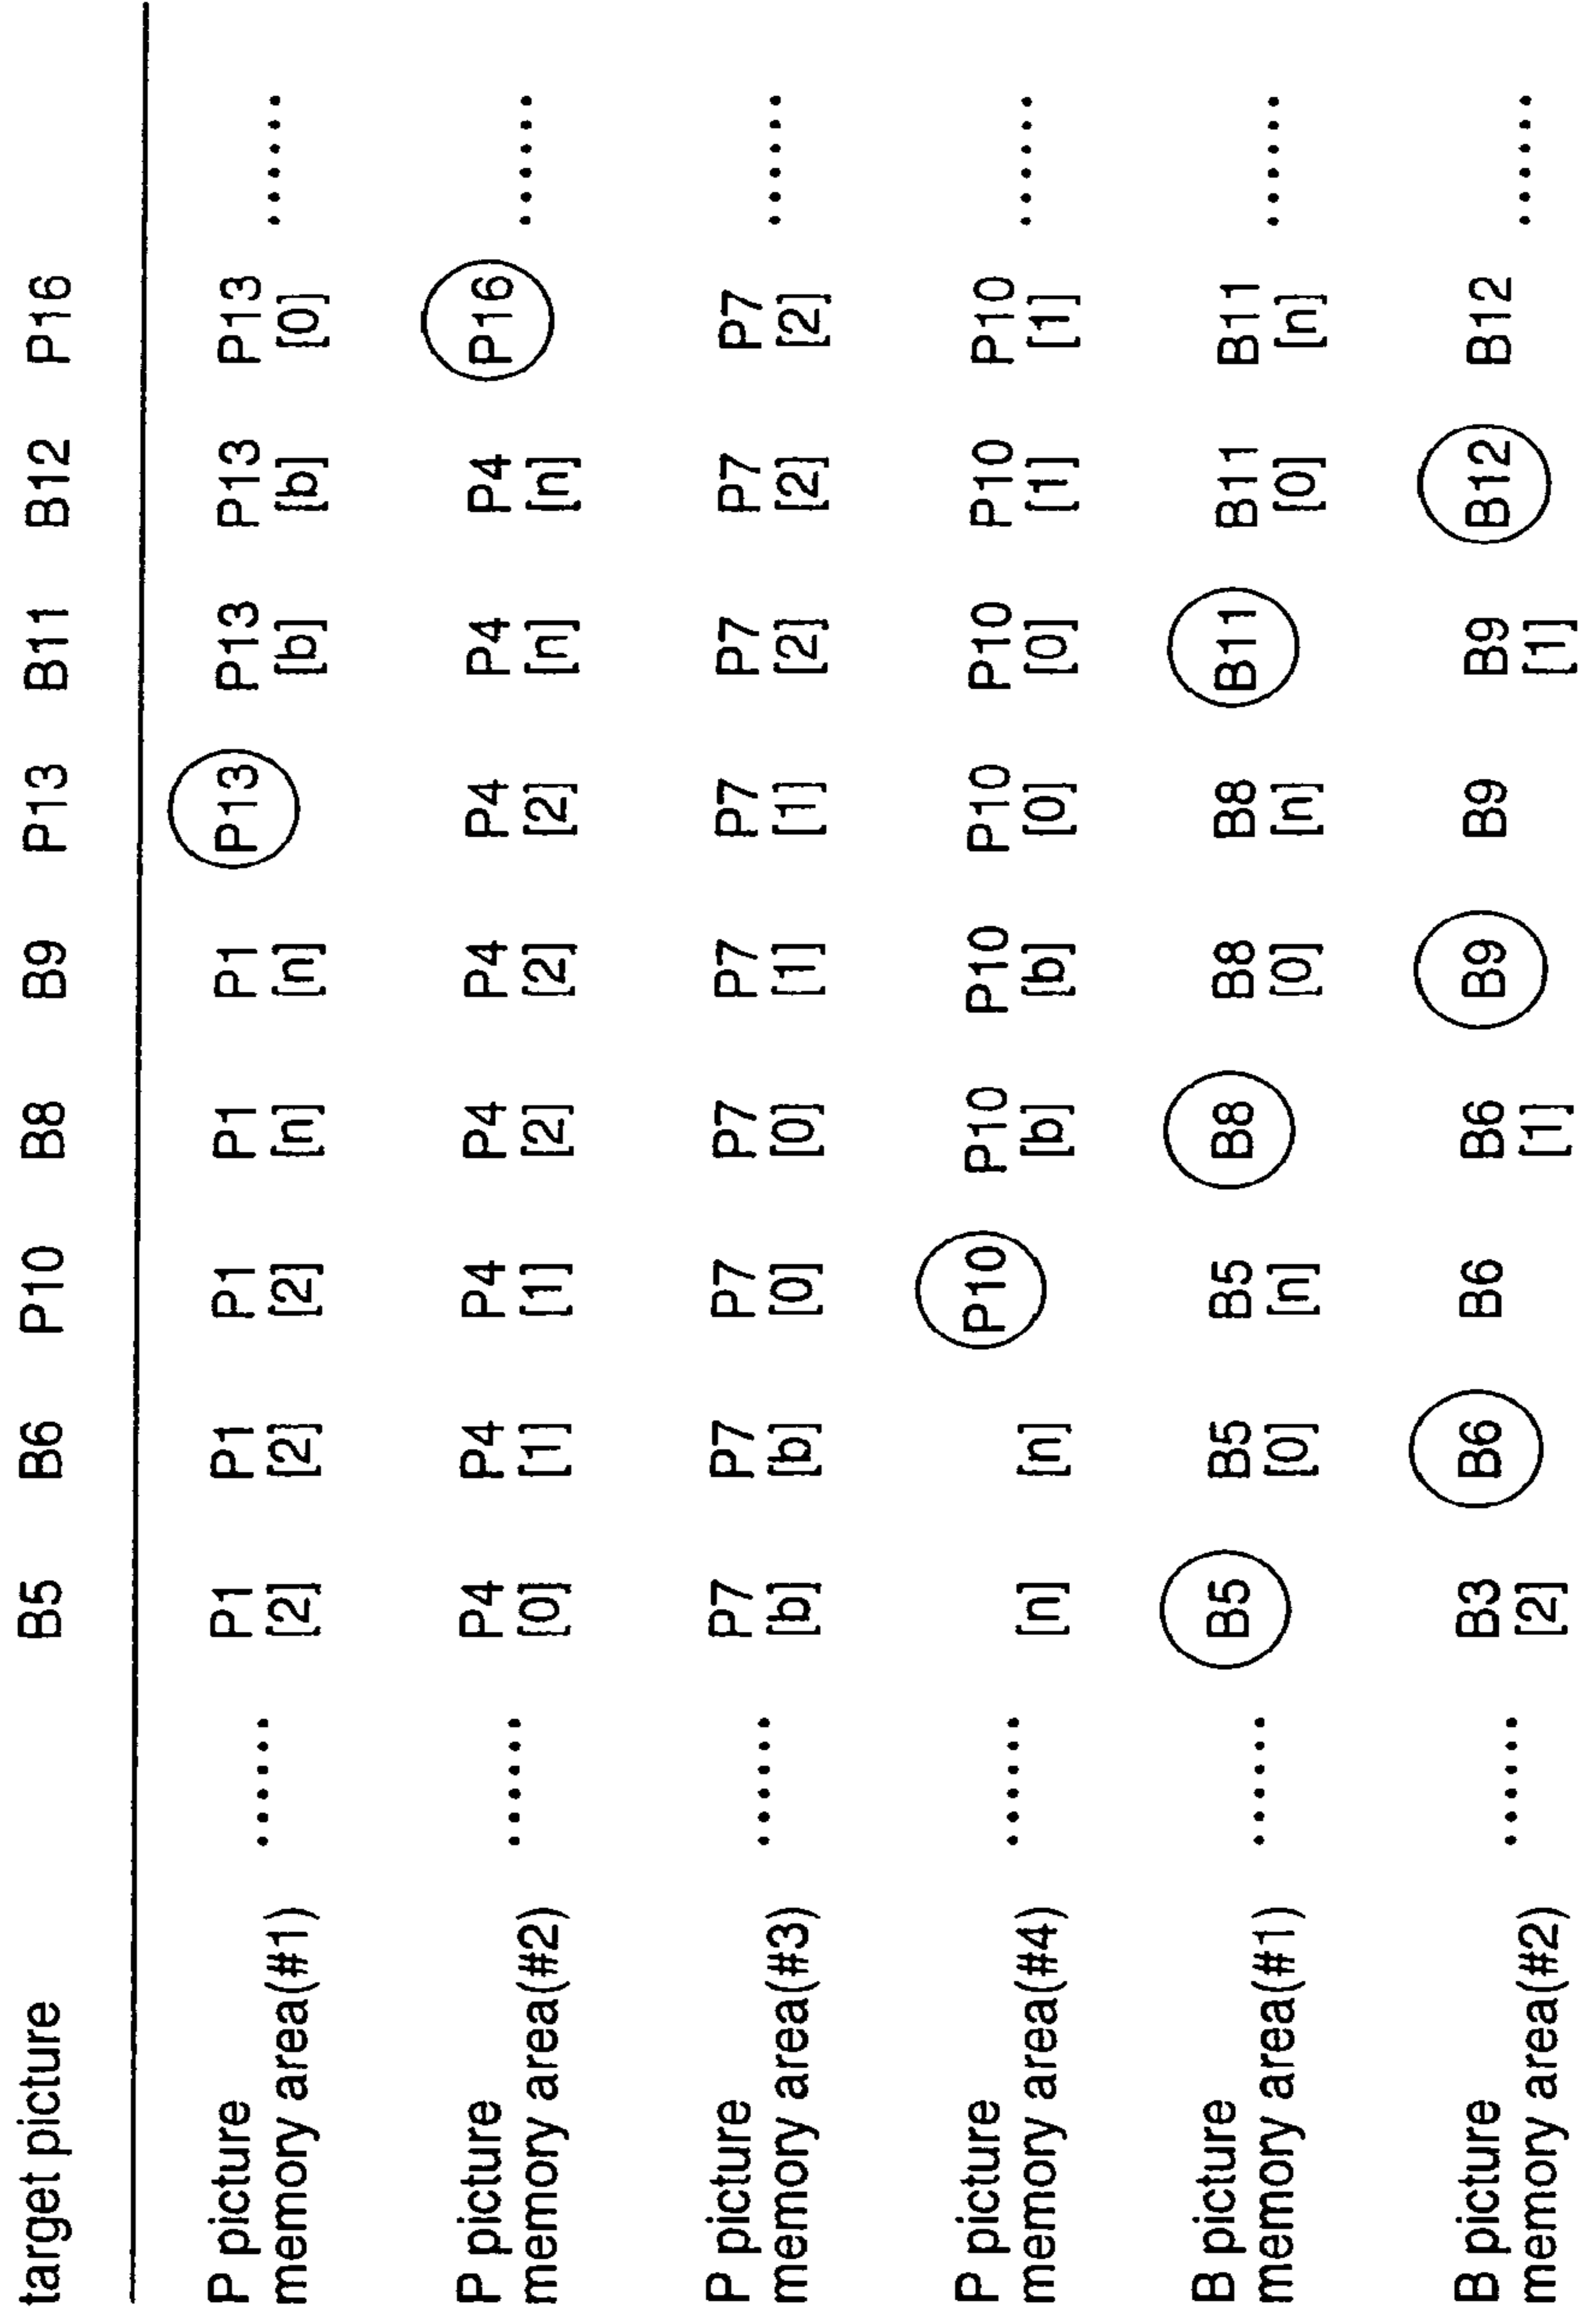 target picture ...... B5 B6 P10 B8 B9 P13 B11 B12 P16
P picture ...... P1 P1 P1 P1 P1 P13 P13 P13 P13 ......
memory area(#1) [2] [2] [2] [n] [n] [b] [b] [0]
P picture ...... P4 P4 P4 P4 P4 P4 P4 P4 P16 ......
memory area(#2) [0] [1] [1] [2] [2] [2] [n] [n]
P picture ...... P7 P7 P7 P7 P7 P7 P7 P7 P7 ......
memory area(#3) [b] [b] [0] [0] [1] [1] [2] [2] [2]
P picture ...... P10 P10 P10 P10 P10 P10 P10 ......
memory area(#4) [n] [n] [b] [b] [0] [0] [1] [1]
B picture ...... B5 B5 B5 B8 B8 B8 B11 B11 B11 ......
memory area(#1) [0] [n] [0] [n] [0] [n]
B picture ...... B3 B6 B6 B6 B9 B9 B9 B12 B12 ......
memory area(#2) [2] [1] [1]